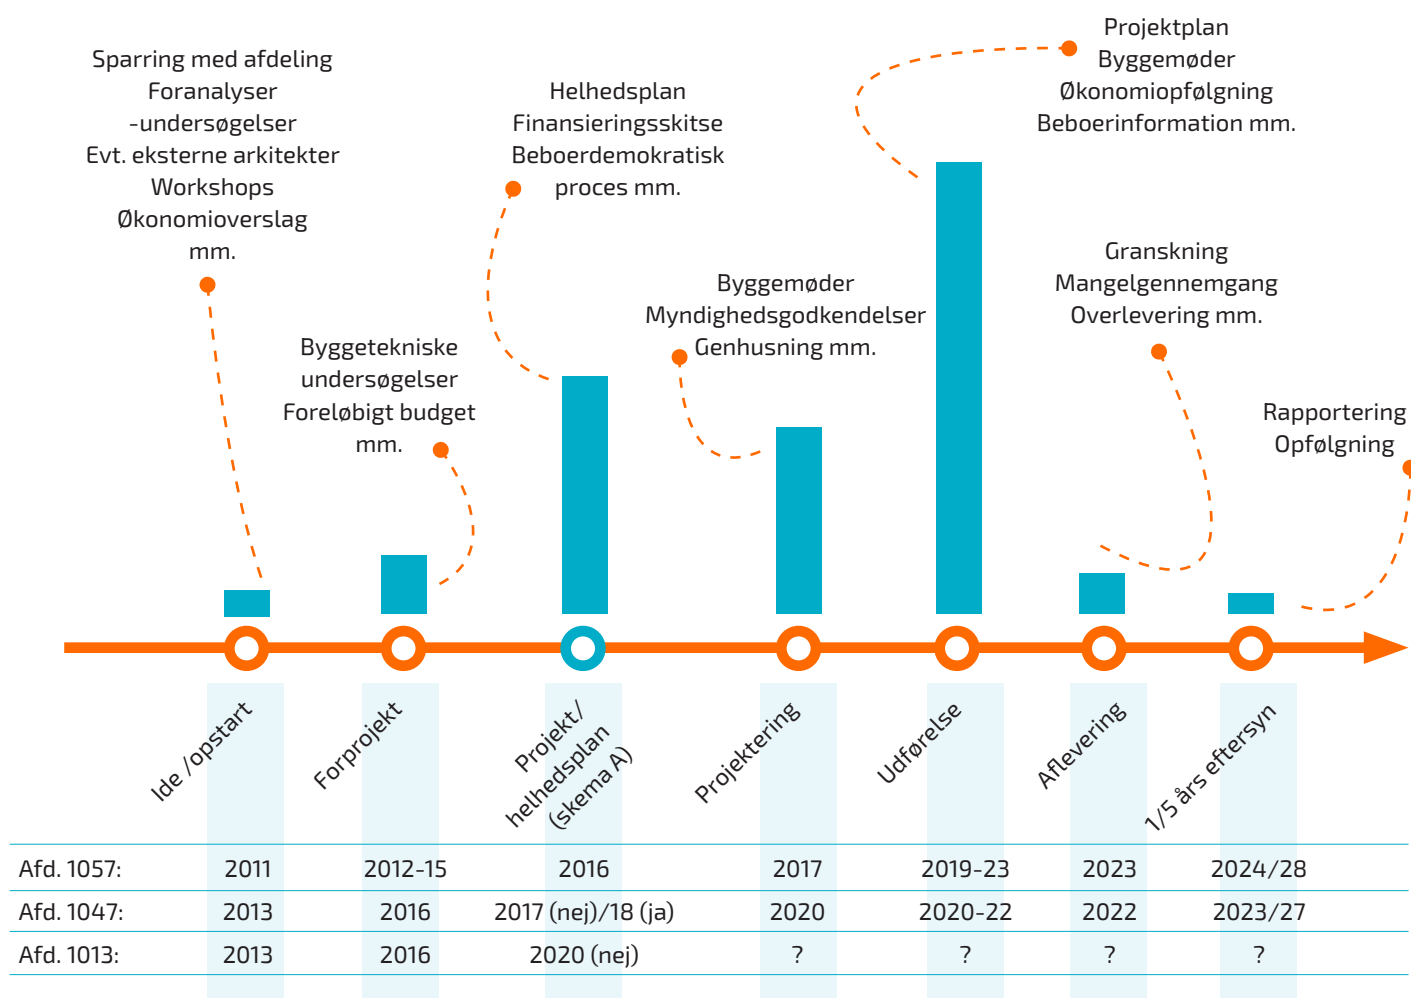 Sparring med afdeling
Foranalyser
-undersøgelser
Evt. eksterne arkitekter
Workshops
Økonomioverslag
mm.
Byggetekniske
undersøgelser
Foreløbigt budget
mm.
Helhedsplan
Finansieringsskitse
Beboerdemokratisk
proces mm.
Byggemøder
Myndighedsgodkendelser
Genhusning mm.
Projektplan
Byggemøder
Økonomiopfølgning
Beboerinformation mm.
Granskning
Mangelgennemgang
Overlevering mm.
Rapportering
Opfølgning
Ide /opstart
Forprojekt
Projekt/
helhedsplan
(skema A)
Projektering
Udførelse
Aflevering
1/5 års eftersyn
Afd. 1057: 2011 2012-15 2016 2017 2019-23 2023 2024/28
Afd. 1047: 2013 2016 2017 (nej)/18 (ja) 2020 2020-22 2022 2023/27
Afd. 1013: 2013 2016 2020 (nej) ? ? ? ?